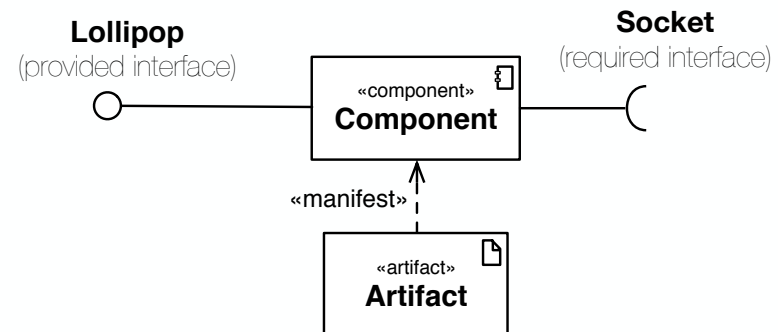 Lollipop
(provided interface)
Socket
(required interface)
«component»
Component
«manifest»
«artifact»
Artifact